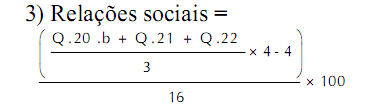 3) Relações sociais =
( Q.20 .b + Q.21 + Q.22
3
× 4 - 4 )
16
× 100